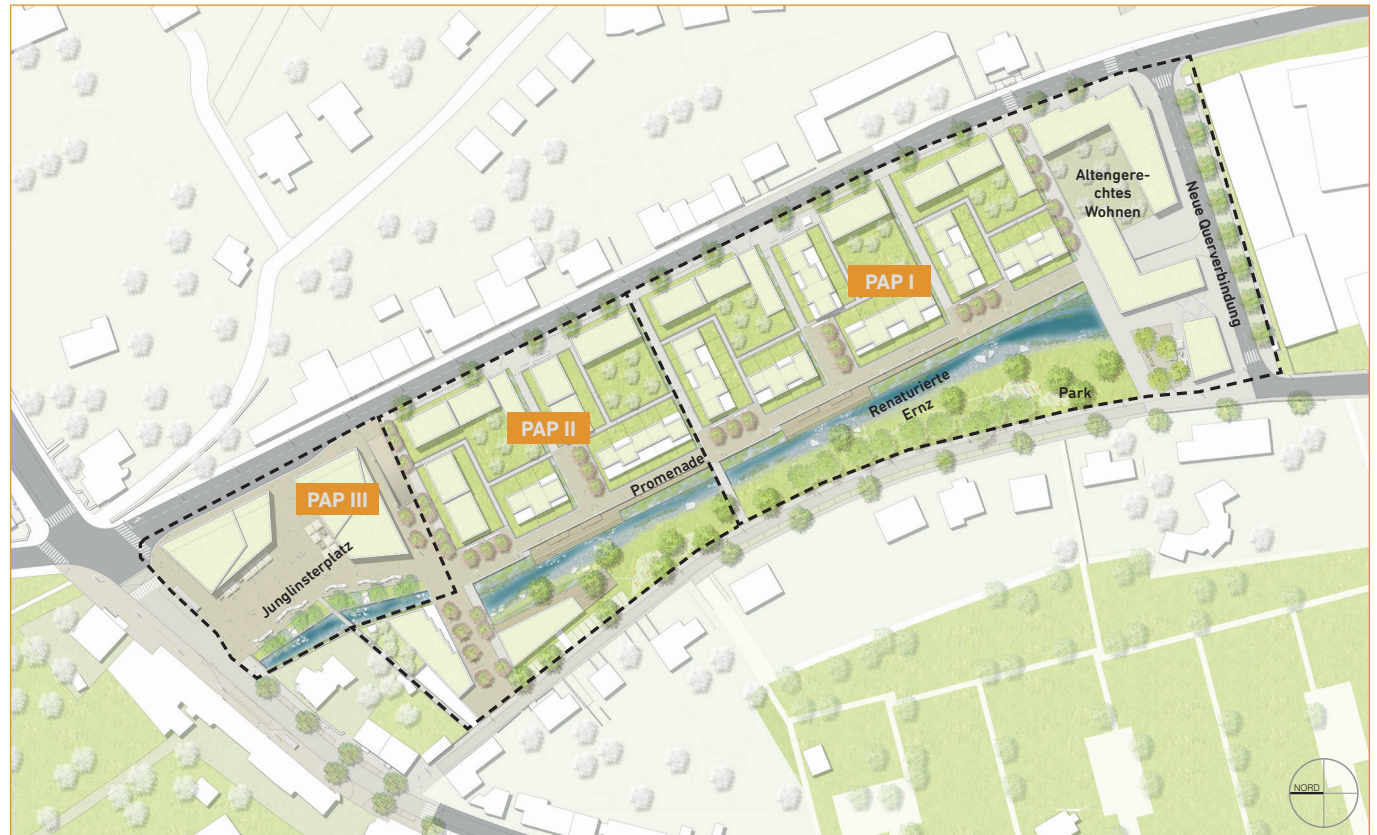 Altengere-
chtes
Wohnen
Neue Querverbindung
PAP I
Renaturierte
Ernz
Park
PAP II
Promenade
PAP III
Junglinsterplatz
NORD